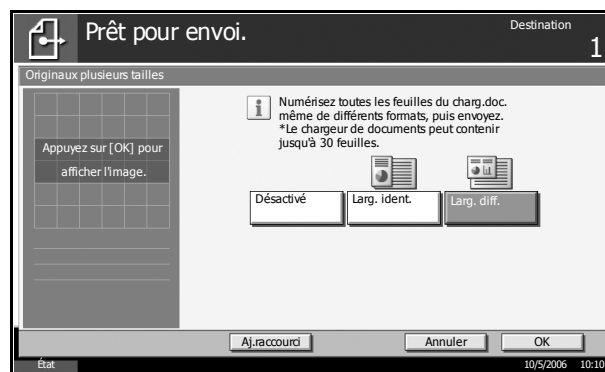 Prêt pour envoi.
Destination
1
Originaux plusieurs tailles
Appuyez sur [OK] pour
afficher l'image.
Numérisez toutes les feuilles du charg.doc.
même de différents formats, puis envoyez.
*Le chargeur de documents peut contenir
jusqu'à 30 feuilles.
Désactivé
Larg. ident.
Larg. diff.
Aj.raccourci
Annuler
OK
État
10/5/2006 10:10